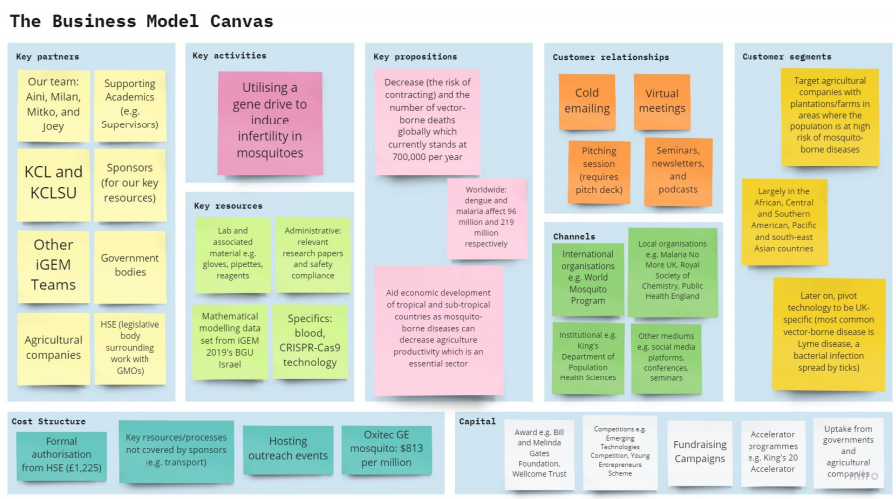 The Business Model Canvas
Key partners
Our team:
Aini, Milan,
Mitko, and
Joey
Supporting
Academics
(e.g.
Supervisors)
KCL and
KCLSU
Sponsors
(for our key
resources)
Other
iGEM
Teams
Government
bodies
Agricultural
companies
HSE (legislative
body
surrounding
work with
GMOs)
Key activities
Utilising a
gene drive to
induce
infertility in
mosquitoes
Key resources
Lab and
associated
material e.g.
gloves, pipettes,
reagents
Administrative:
relevant
research papers
and safety
compliance
Mathematical
modelling data
set from iGEM
2019's BGU
Israel
Specifics:
blood,
CRISPR-Cas9
technology
Key propositions
Decrease (the risk of
contracting) and the
number of vector-
borne deaths
globally which
currently stands at
700,000 per year
Worldwide:
dengue and
malaria affect 96
million and 219
million
respectively
Aid economic development
of tropical and sub-tropical
countries as mosquito-
borne diseases can
decrease agriculture
productivity which is an
essential sector
Customer relationships
Cold
emailing
Virtual
meetings
Pitching
session
(requires
pitch deck)
Seminars,
newsletters,
and
podcasts
Channels
International
organisations
e.g. World
Mosquito
Program
Local organisations
e.g. Malaria No
More UK, Royal
Society of
Chemistry, Public
Health England
Institutional e.g.
King's
Department of
Population
Health Sciences
Other mediums
e.g. social media
platforms,
conferences,
seminars
Customer segments
Target agricultural
companies with
plantations/farms in
areas where the
population is at high
risk of mosquito-
borne diseases
Largely in the
African, Central
and Southern
American, Pacific
and south-east
Asian countries
Later on, pivot
technology to be UK-
specific (most common
vector-borne disease is
Lyme disease, a
bacterial infection
spread by ticks)
Cost Structure
Formal
authorisation
from HSE (£1,225)
Key resources/processes
not covered by sponsors
(e.g. transport)
Hosting
outreach events
Oxitec GE
mosquito: $813
per million
Capital
Award e.g. Bill
and Melinda
Gates
Foundation,
Wellcome Trust
Competitions e.g.
Emerging
Technologies
Competition, Young
Entrepreneurs
Scheme
Fundraising
Campaigns
Accelerator
programmes
e.g. King's 20
Accelerator
Uptake from
governments
and
agricultural
companies
miro